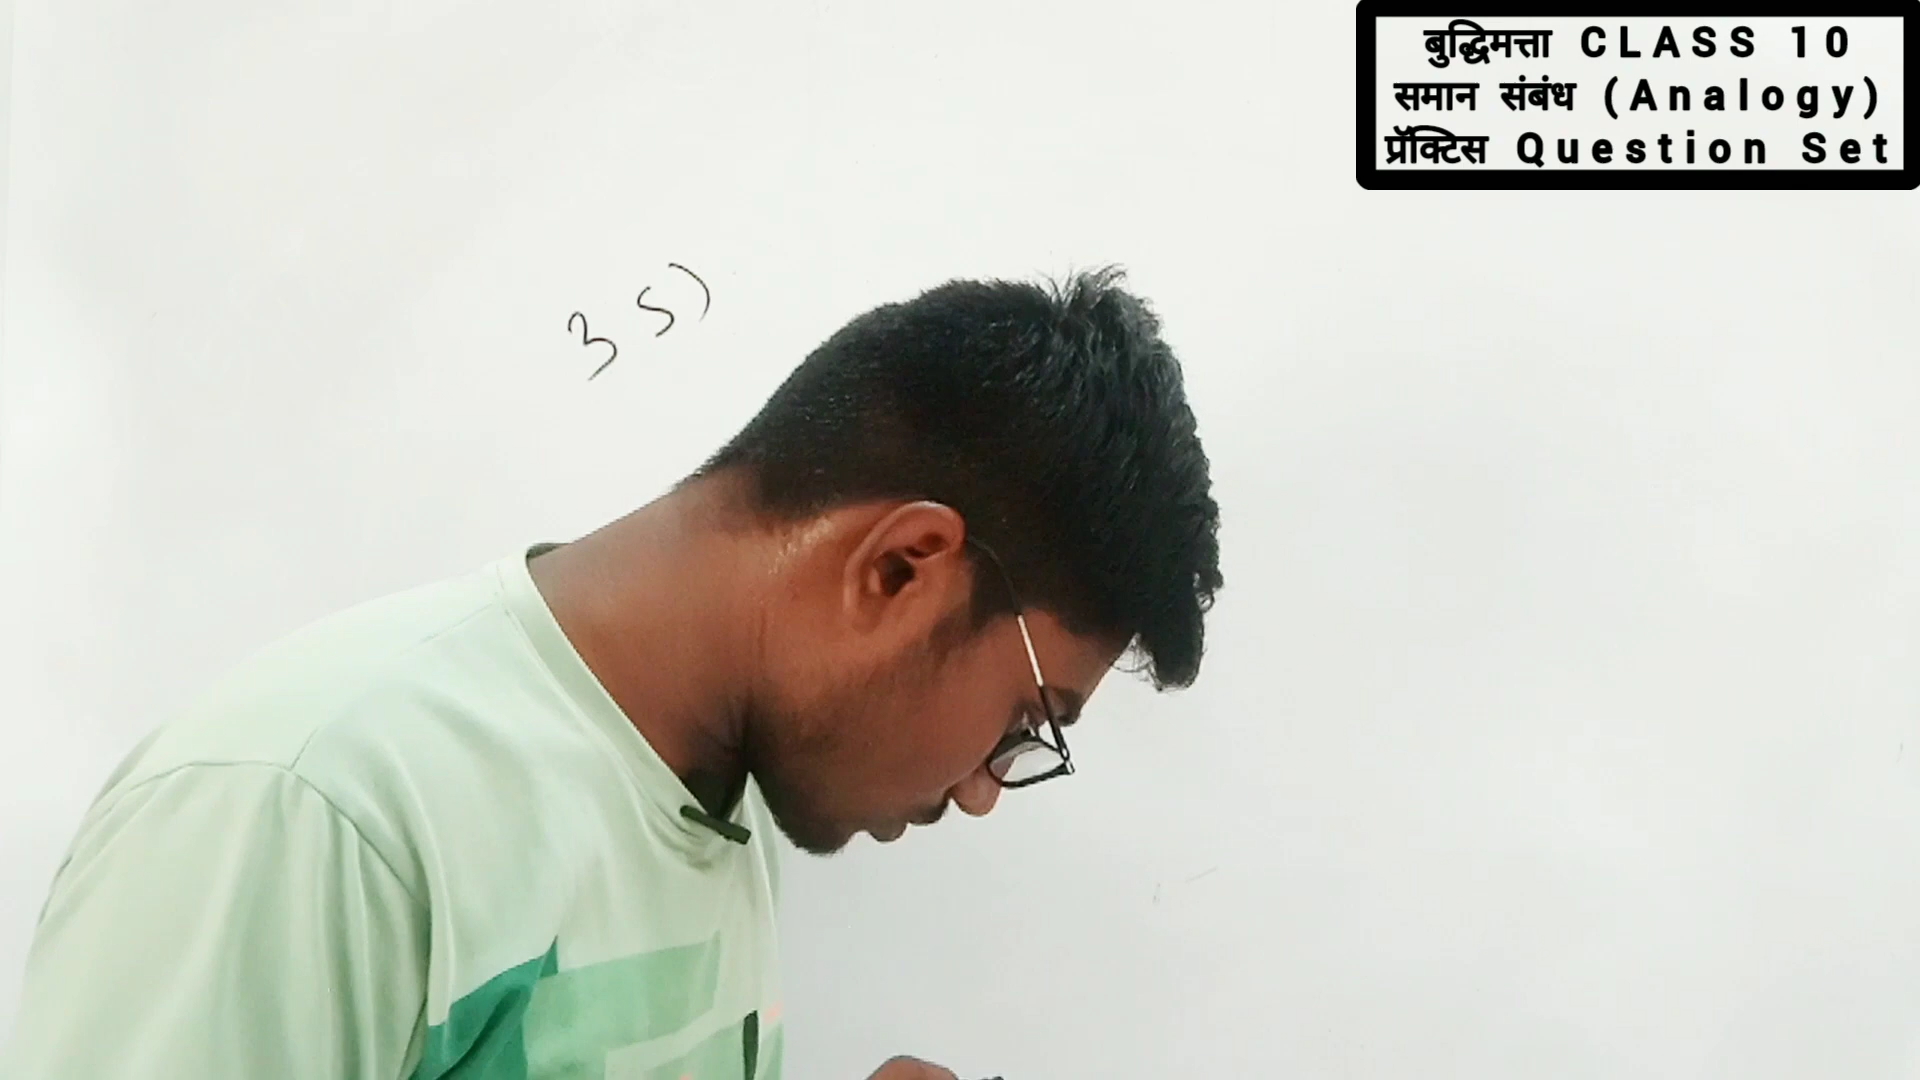 बुद्धिमत्ता CLASS 10
समान संबंध (Analogy)
प्रॅक्टिस Question Set
35)